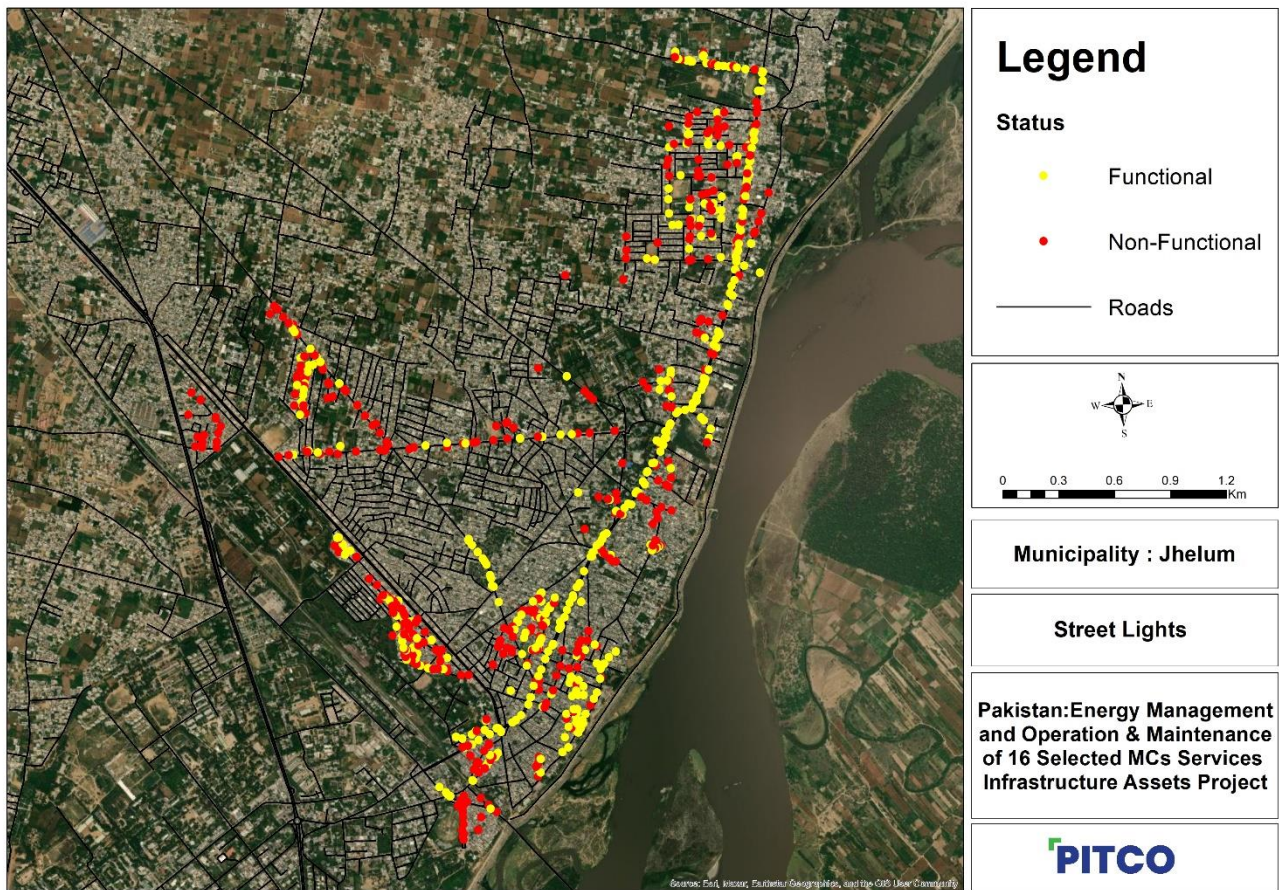 Legend
Status
Functional
Non-Functional
Roads
N
W E
S
0 0.3 0.6 0.9 1.2
Km
Municipality : Jhelum
Street Lights
Pakistan:Energy Management
and Operation & Maintenance
of 16 Selected MCs Services
Infrastructure Assets Project
PITCO
Source: Esri, Maxar, Earthstar Geographics, and the GIS User Community